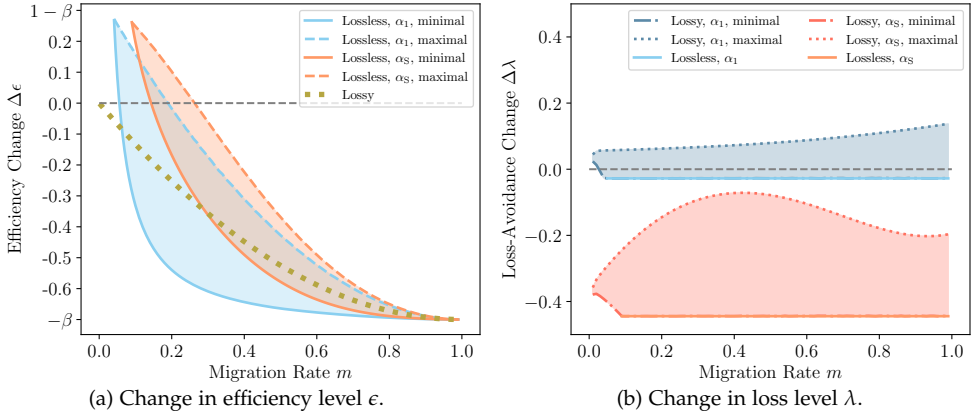 Efficiency Change Δϵ
1 − β
0.2
0.1
0.0
-0.1
-0.2
-0.3
-0.4
-0.5
-0.6
−β
Lossless, α₁, minimal
Lossless, α₁, maximal
Lossless, αS, minimal
Lossless, αS, maximal
Lossy
0.0 0.2 0.4 0.6 0.8 1.0
Migration Rate m
(a) Change in efficiency level ϵ.
Loss-Avoidance Change Δλ
0.4
0.2
0.0
−0.2
−0.4
Lossy, α₁, minimal
Lossy, α₁, maximal
Lossless, α₁
Lossy, αS, minimal
Lossy, αS, maximal
Lossless, αS
0.0 0.2 0.4 0.6 0.8 1.0
Migration Rate m
(b) Change in loss level λ.